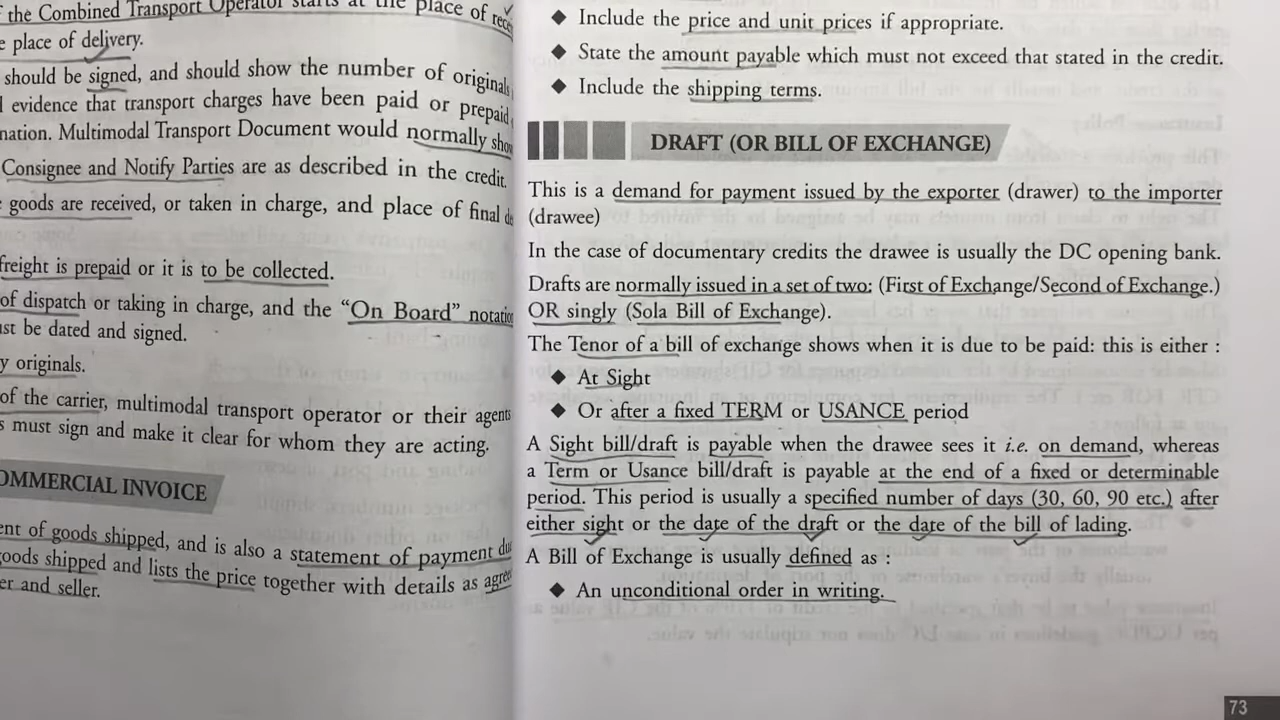 the Combined Transport Operator starts at the place of
place of delivery.
should be signed, and should show the number of originals
evidence that transport charges have been paid or prepaid
nation. Multimodal Transport Document would normally show
Consignee and Notify Parties are as described in the credit.
goods are received, or taken in charge, and place of final
freight is prepaid or it is to be collected.
of dispatch or taking in charge, and the “On Board” notation
ust be dated and signed.
y originals.
of the carrier, multimodal transport operator or their agents
s must sign and make it clear for whom they are acting.
OMMERCIAL INVOICE
ent of goods shipped, and is also a statement of payment du
goods shipped and lists the price together with details as agree
er and seller.
◆ Include the price and unit prices if appropriate.
◆ State the amount payable which must not exceed that stated in the credit.
◆ Include the shipping terms.
DRAFT (OR BILL OF EXCHANGE)
This is a demand for payment issued by the exporter (drawer) to the importer
(drawee)
In the case of documentary credits the drawee is usually the DC opening bank.
Drafts are normally issued in a set of two: (First of Exchange/Second of Exchange.)
OR singly (Sola Bill of Exchange).
The Tenor of a bill of exchange shows when it is due to be paid: this is either :
◆ At Sight
◆ Or after a fixed TERM or USANCE period
A Sight bill/draft is payable when the drawee sees it i.e. on demand, whereas
a Term or Usance bill/draft is payable at the end of a fixed or determinable
period. This period is usually a specified number of days (30, 60, 90 etc.) after
either sight or the date of the draft or the date of the bill of lading.
A Bill of Exchange is usually defined as :
◆ An unconditional order in writing.
73